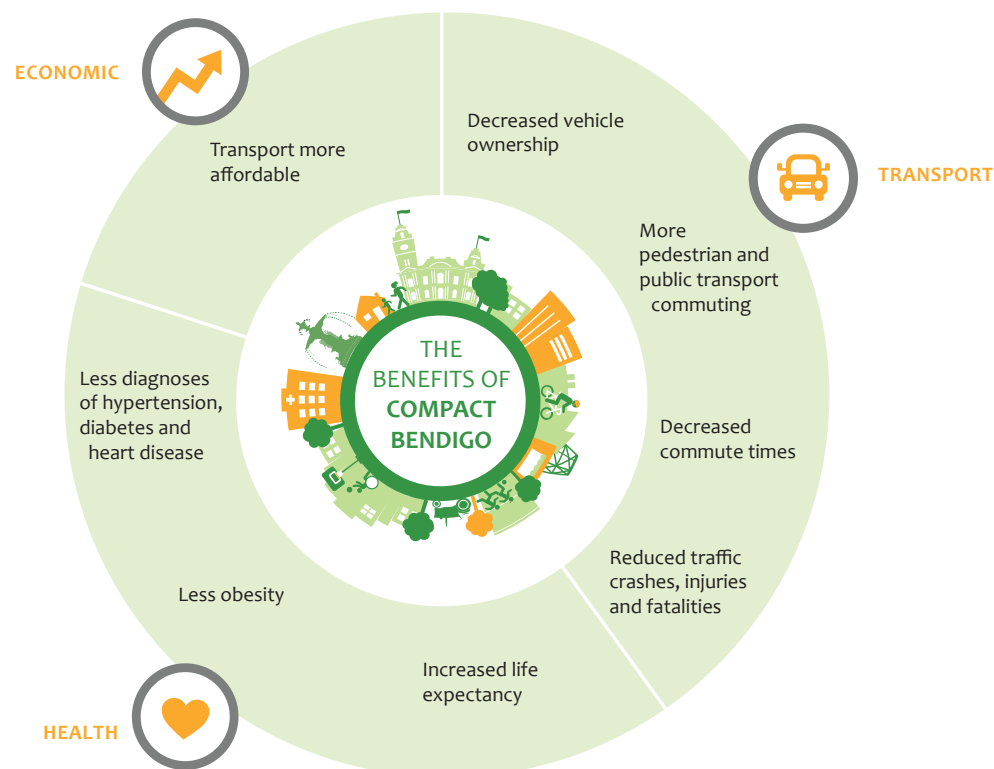 ECONOMIC
Transport more
affordable
Decreased vehicle
ownership
TRANSPORT
More
pedestrian and
public transport
commuting
Decreased
commute times
Reduced traffic
crashes, injuries
and fatalities
THE
BENEFITS OF
COMPACT
BENDIGO
Less diagnoses
of hypertension,
diabetes and
heart disease
Less obesity
Increased life
expectancy
HEALTH